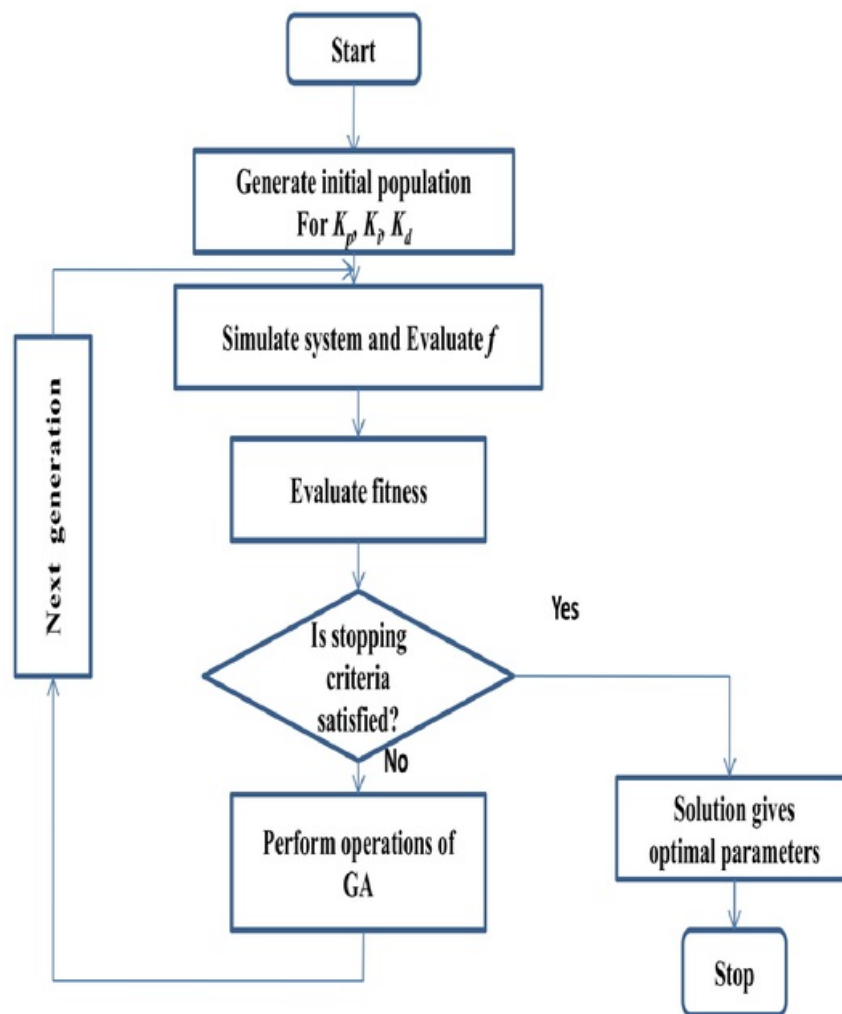 Start
Generate initial population
For Kp, Ki, Kd
Simulate system and Evaluate f
Next generation
Evaluate fitness
Yes
Is stopping
criteria
satisfied?
No
Perform operations of
GA
Solution gives
optimal parameters
Stop